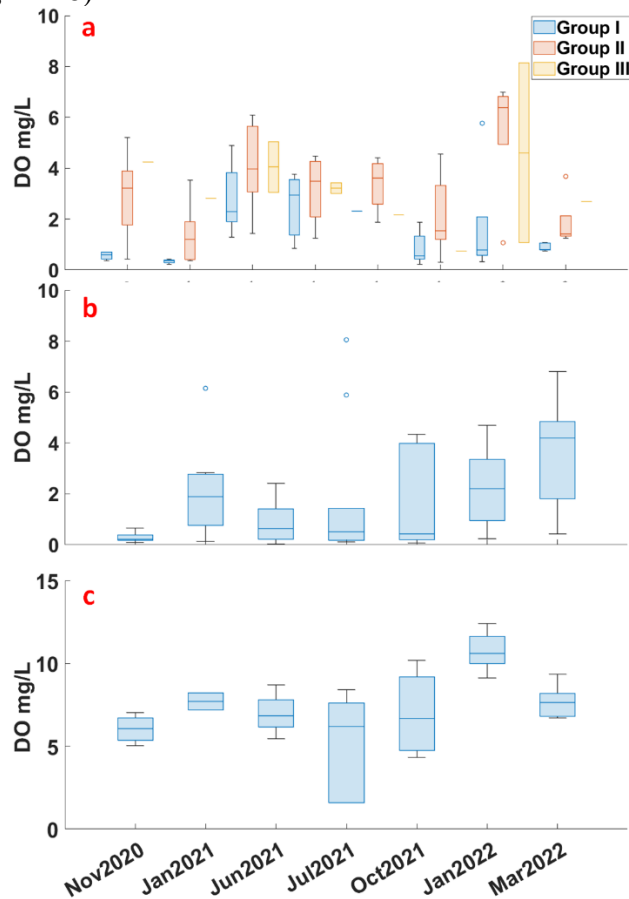 a
Group I
Group II
Group III
10
8
6
4
2
0
DO mg/L
b
10
8
6
4
2
0
DO mg/L
c
15
10
5
0
DO mg/L
Nov2020
Jan2021
Jun2021
Jul2021
Oct2021
Jan2022
Mar2022